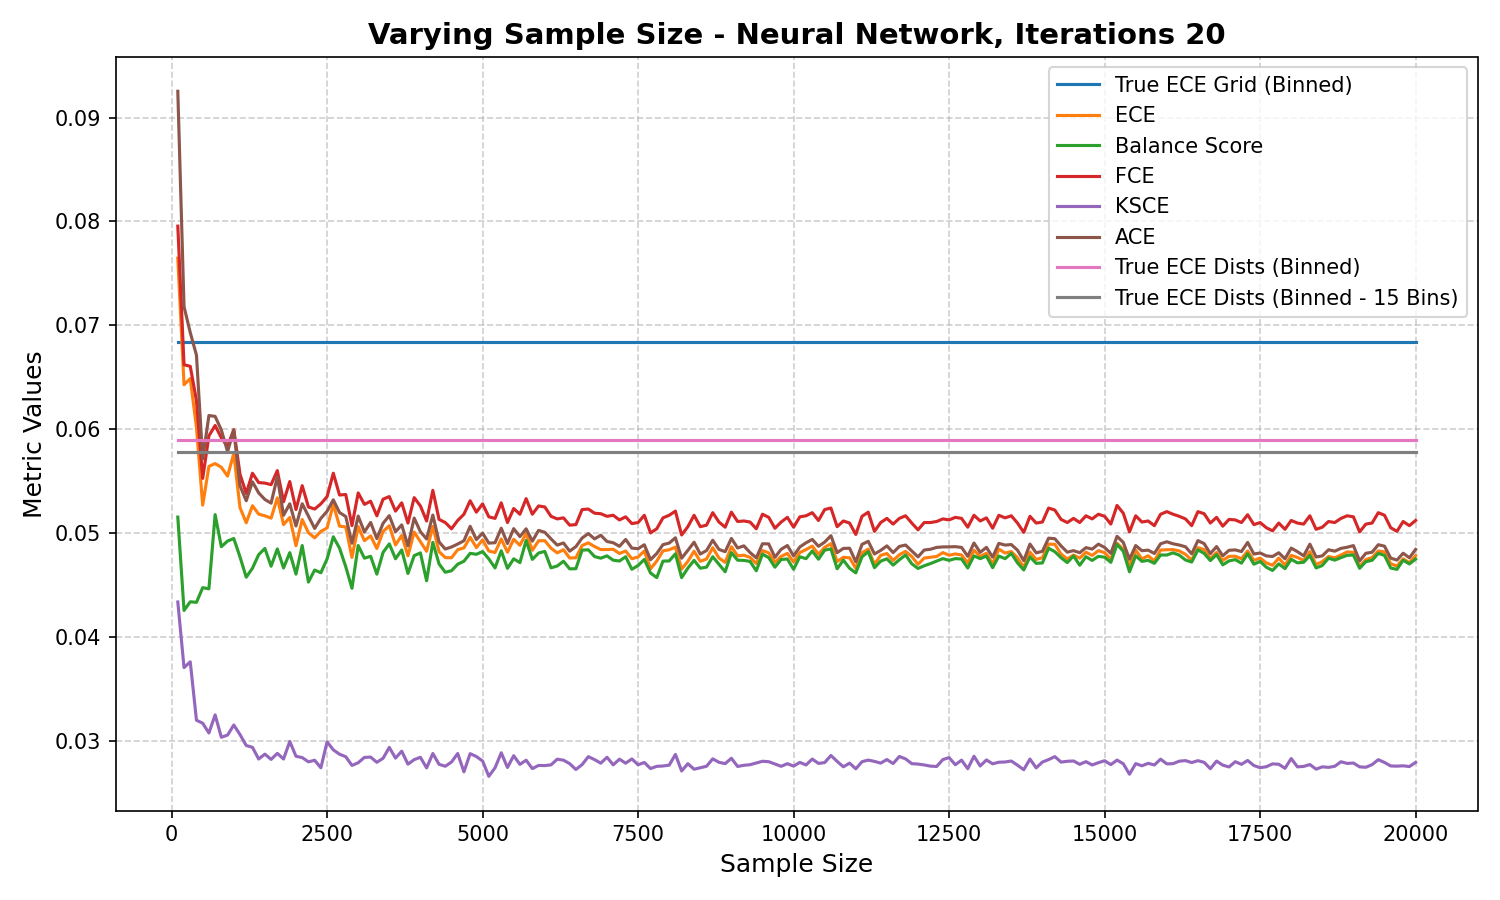 Varying Sample Size - Neural Network, Iterations 20
True ECE Grid (Binned)
ECE
Balance Score
FCE
KSCE
ACE
True ECE Dists (Binned)
True ECE Dists (Binned - 15 Bins)
Metric Values
0.09
0.08
0.07
0.06
0.05
0.04
0.03
0
2500
5000
7500
10000
12500
15000
17500
20000
Sample Size